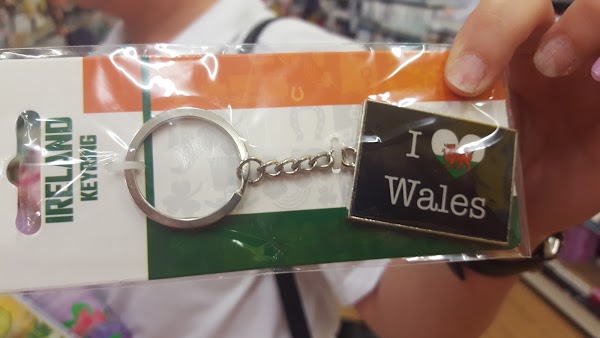 IRELAND
KEYRING
I
Wales